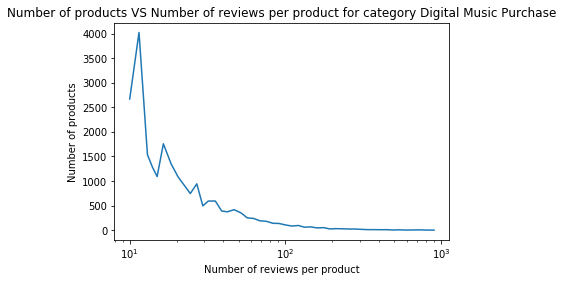 Number of products VS Number of reviews per product for category Digital Music Purchase
Number of products
4000
3500
3000
2500
2000
1500
1000
500
0
10¹ 10² 10³
Number of reviews per product